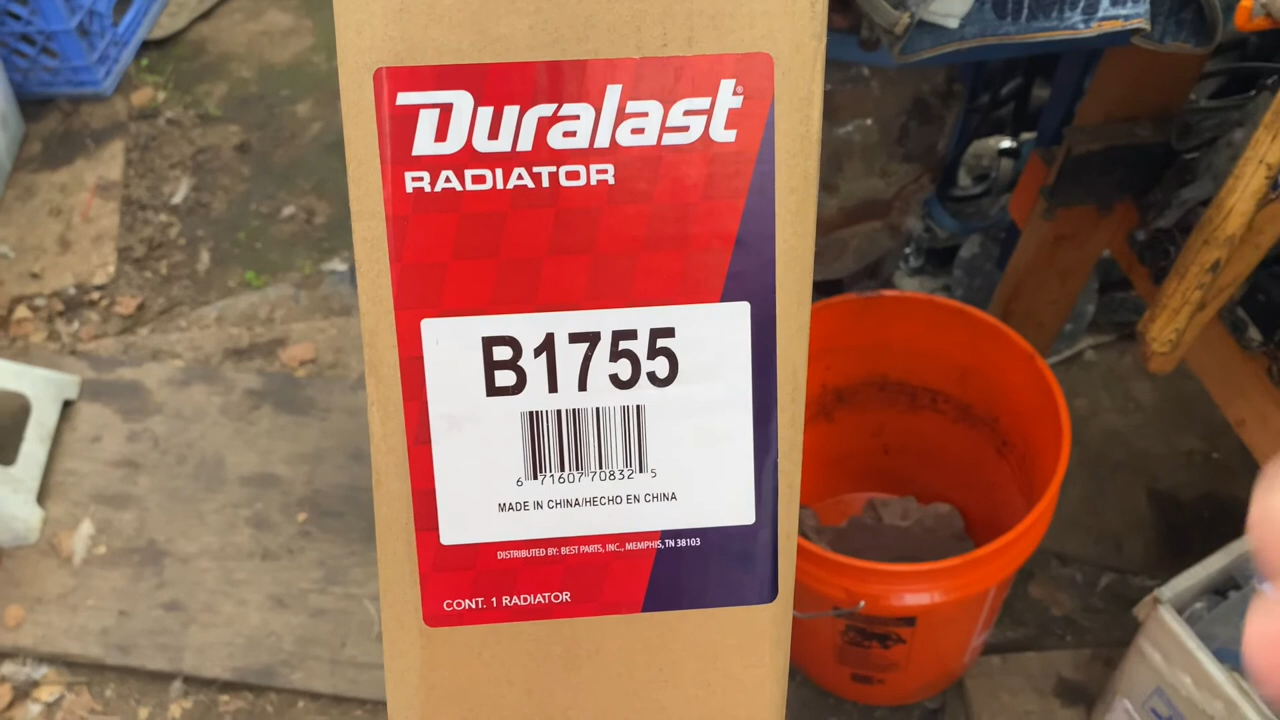 Duralast®
RADIATOR
B1755
6 71607 70832 5
MADE IN CHINA/HECHO EN CHINA
DISTRIBUTED BY: BEST PARTS, INC., MEMPHIS, TN 38103
CONT. 1 RADIATOR